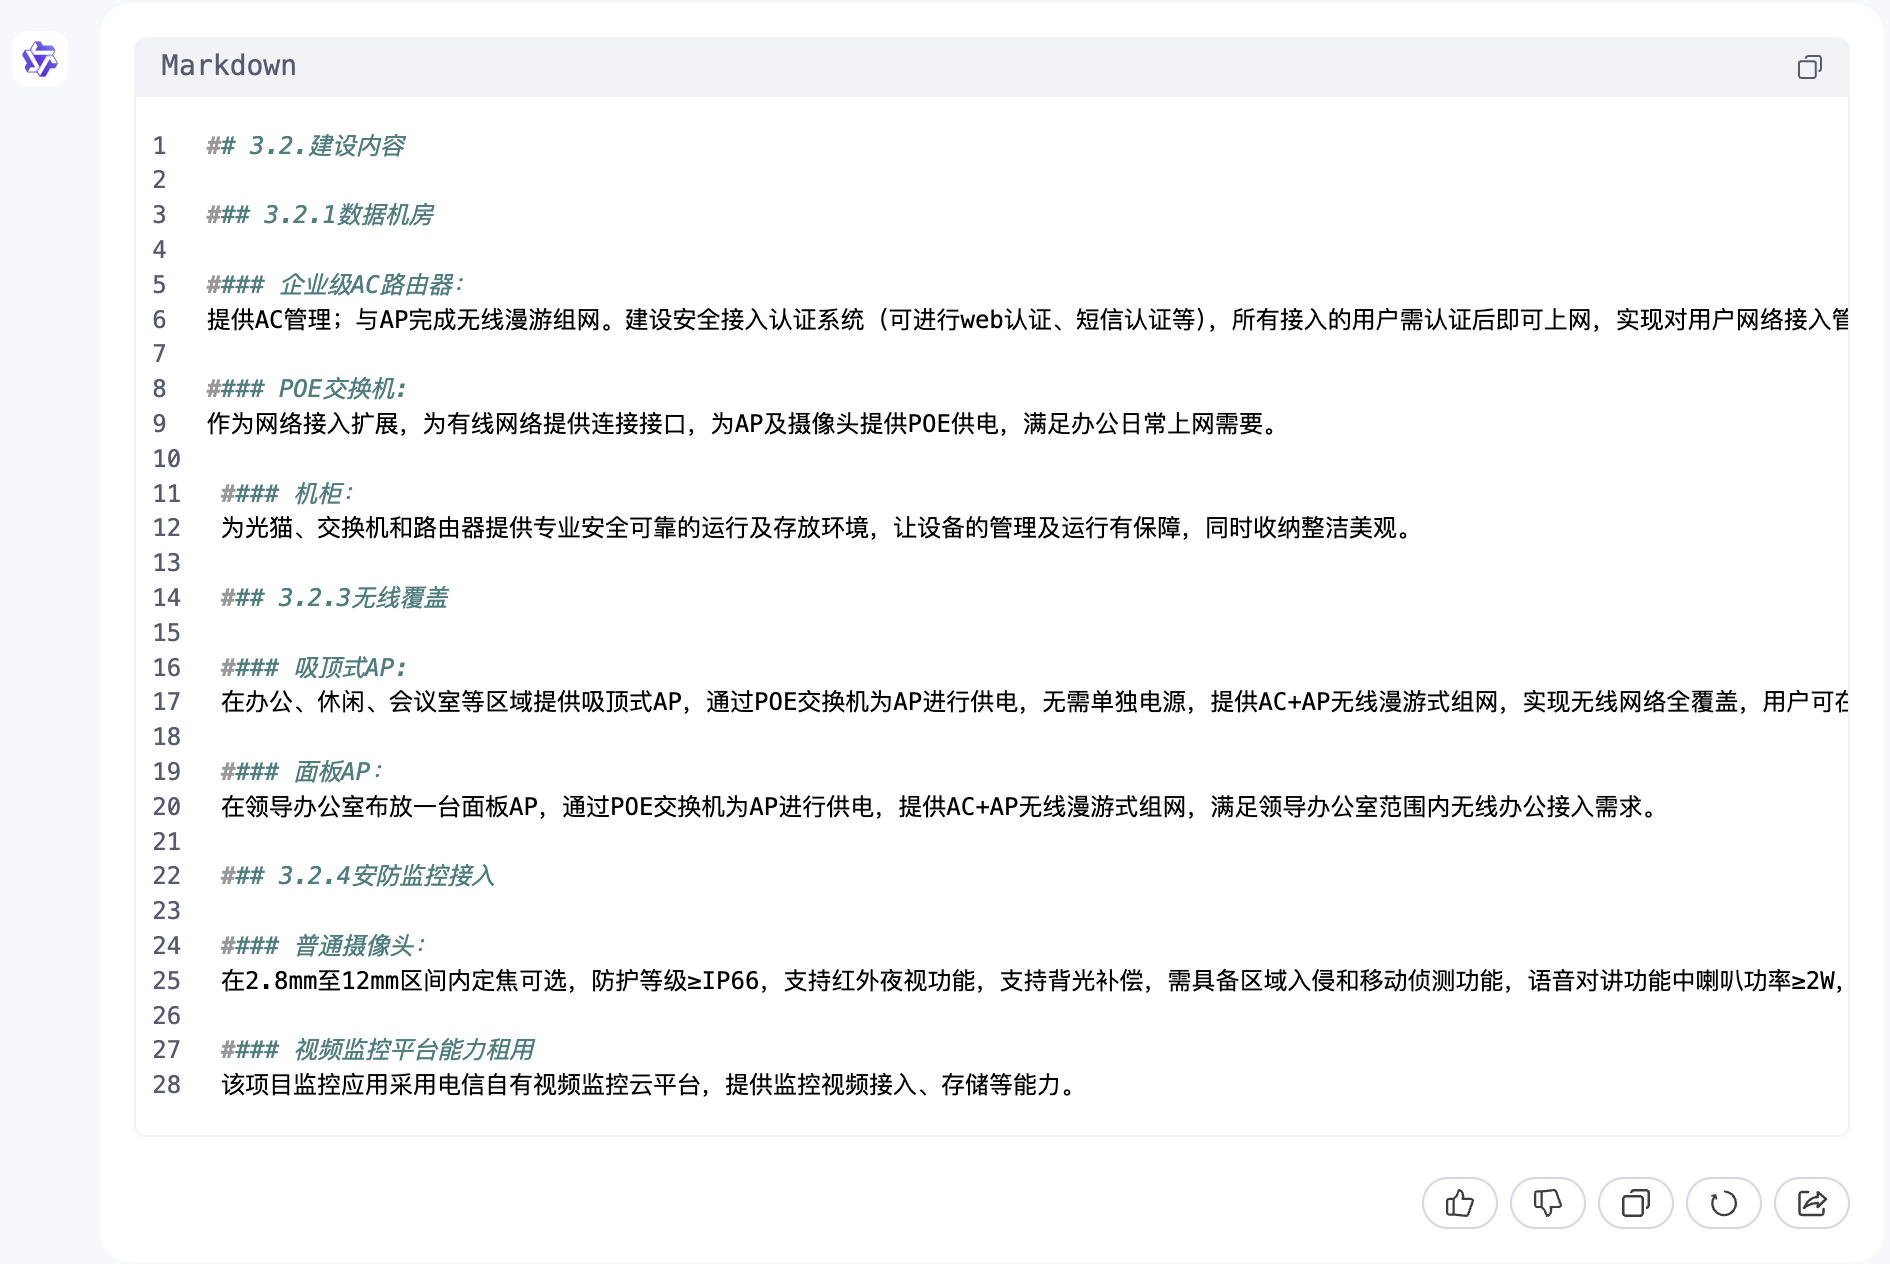 Markdown
1 ## 3.2.建设内容
2
3 ### 3.2.1数据机房
4
5 #### 企业级AC路由器：
6 提供AC管理；与AP完成无线漫游组网。建设安全接入认证系统（可进行web认证、短信认证等），所有接入的用户需认证后即可上网，实现对用户网络接入管
7
8 #### POE交换机:
9 作为网络接入扩展，为有线网络提供连接接口，为AP及摄像头提供POE供电，满足办公日常上网需要。
10
11 #### 机柜：
12 为光猫、交换机和路由器提供专业安全可靠的运行及存放环境，让设备的管理及运行有保障，同时收纳整洁美观。
13
14 ### 3.2.3无线覆盖
15
16 #### 吸顶式AP:
17 在办公、休闲、会议室等区域提供吸顶式AP，通过POE交换机为AP进行供电，无需单独电源，提供AC+AP无线漫游式组网，实现无线网络全覆盖，用户可在
18
19 #### 面板AP：
20 在领导办公室布放一台面板AP，通过POE交换机为AP进行供电，提供AC+AP无线漫游式组网，满足领导办公室范围内无线办公接入需求。
21
22 ### 3.2.4安防监控接入
23
24 #### 普通摄像头：
25 在2.8mm至12mm区间内定焦可选，防护等级≥IP66，支持红外夜视功能，支持背光补偿，需具备区域入侵和移动侦测功能，语音对讲功能中喇叭功率≥2W，
26
27 #### 视频监控平台能力租用
28 该项目监控应用采用电信自有视频监控云平台，提供监控视频接入、存储等能力。